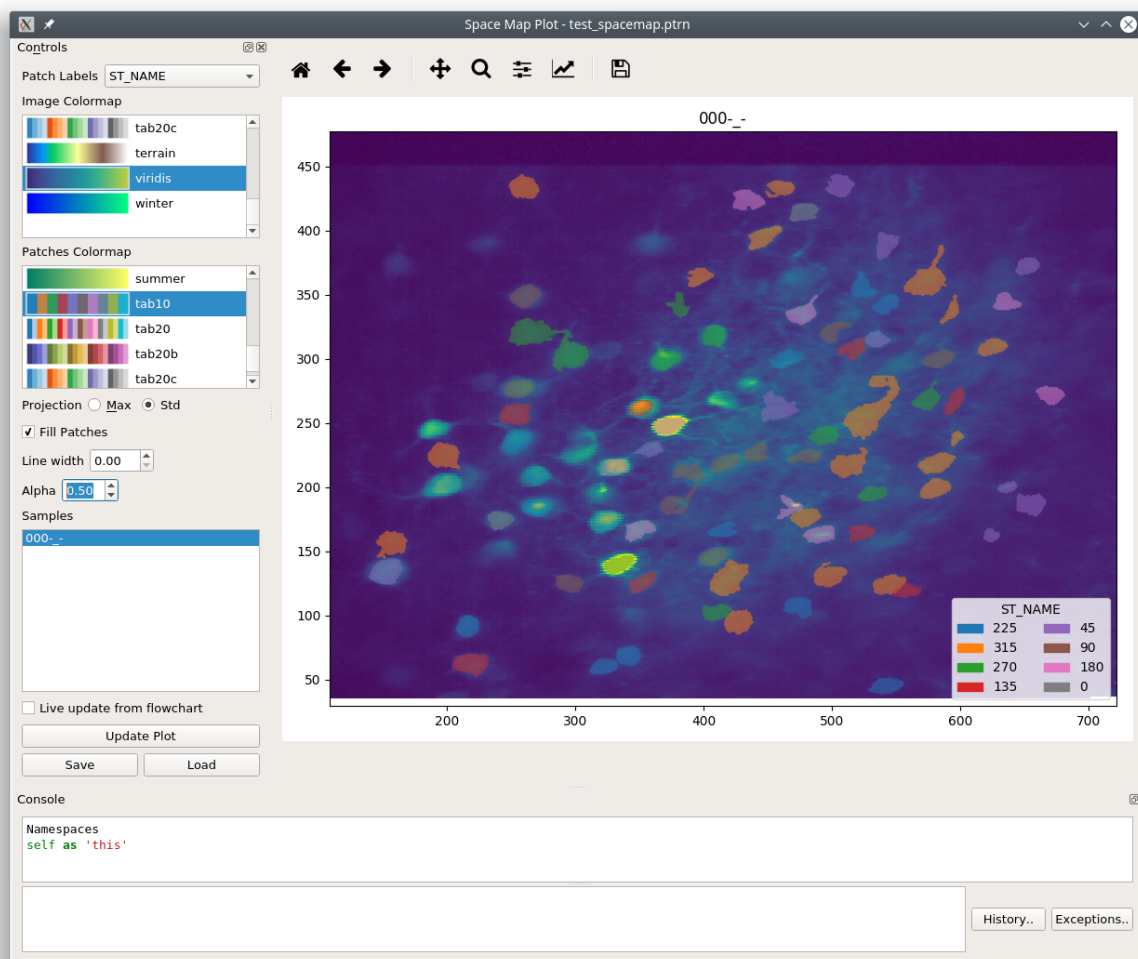 Space Map Plot - test_spacemap.ptrn
Controls
Patch Labels ST_NAME
Image Colormap
tab20c
terrain
viridis
winter
Patches Colormap
summer
tab10
tab20
tab20b
tab20c
Projection Max Std
Fill Patches
Line width 0.00
Alpha 0.50
Samples
000-_-
Live update from flowchart
Update Plot
Save Load
000-_-
450
400
350
300
250
200
150
100
50
200 300 400 500 600 700
ST_NAME
225 45
315 90
270 180
135 0
Console
Namespaces
self as 'this'
History.. Exceptions..